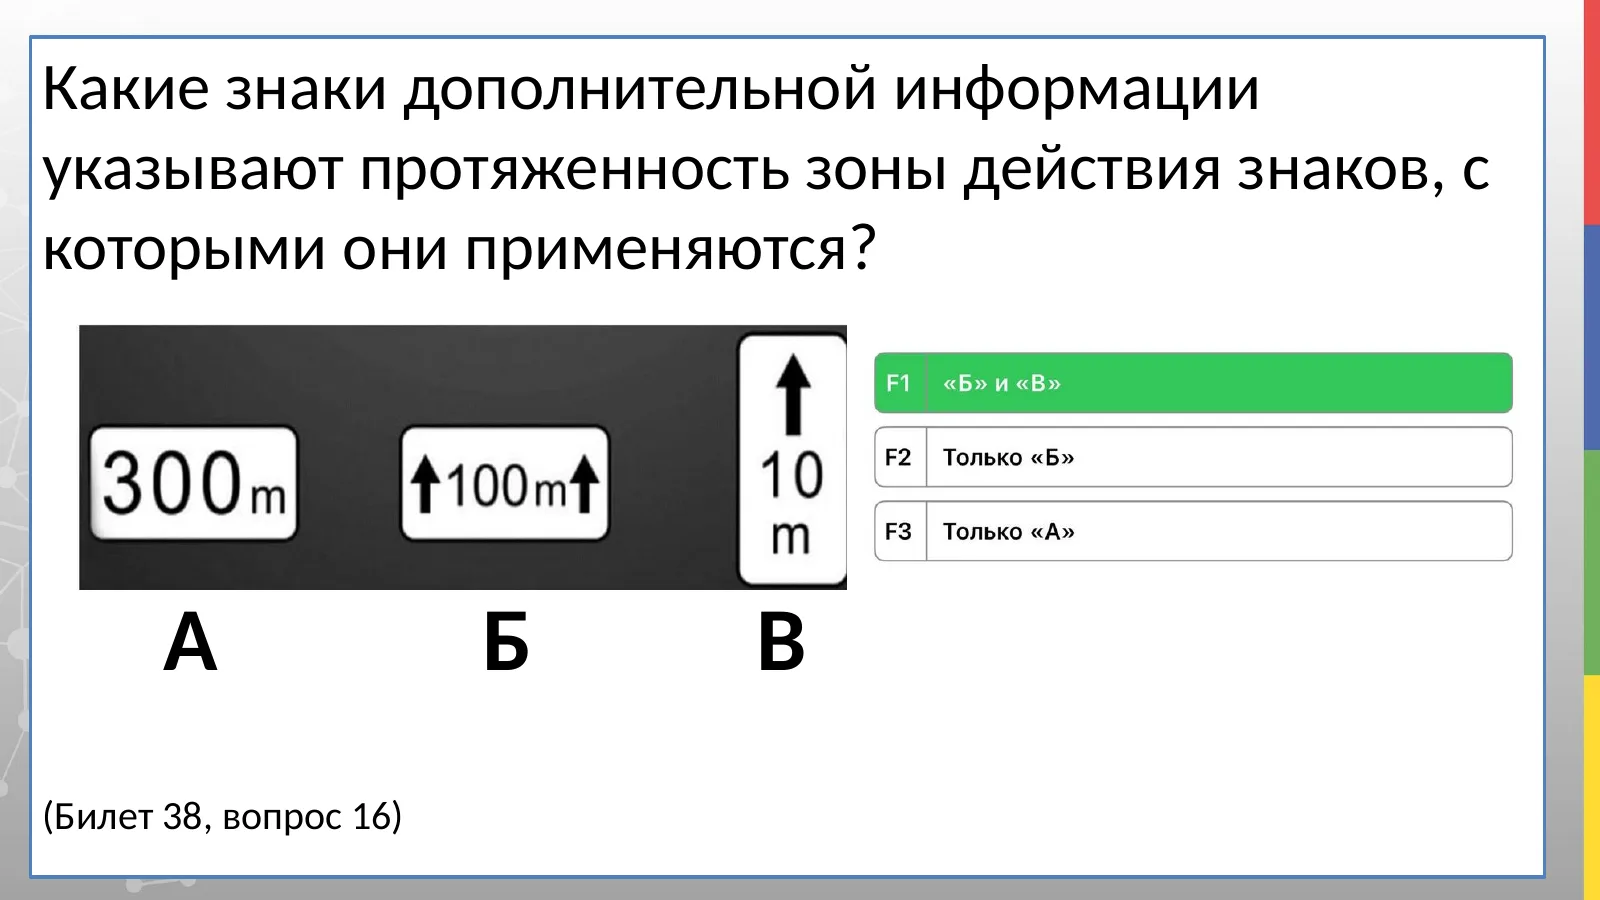 Какие знаки дополнительной информации
указывают протяженность зоны действия знаков, с
которыми они применяются?
300m
100m
10
m
А
Б
В
F1 «Б» и «В»
F2 Только «Б»
F3 Только «А»
(Билет 38, вопрос 16)